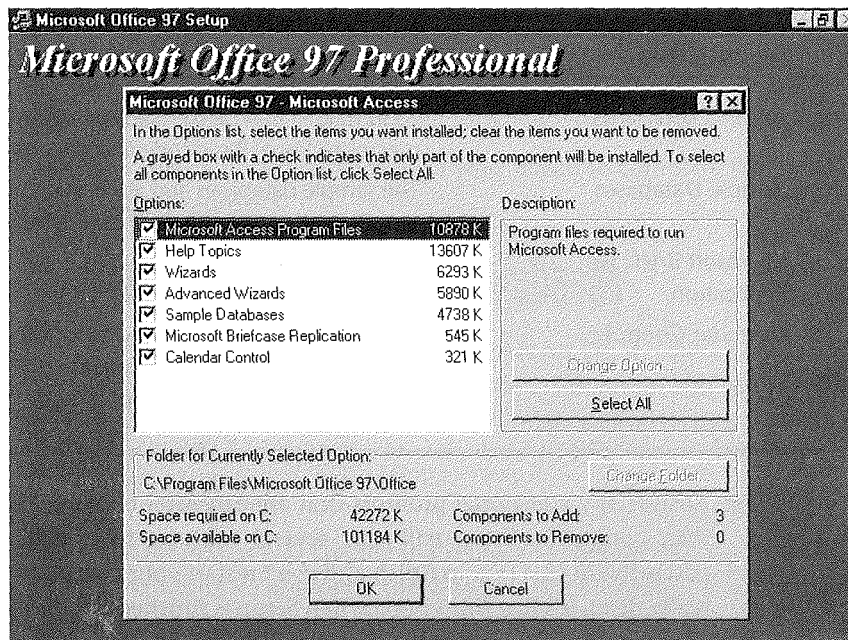 Microsoft Office 97 Setup
Microsoft Office 97 Professional
Microsoft Office 97 - Microsoft Access
In the Options list, select the items you want installed; clear the items you want to be removed.
A grayed box with a check indicates that only part of the component will be installed. To select
all components in the Option list, click Select All.
Options:
Microsoft Access Program Files 10878 K
Help Topics 13607 K
Wizards 6293 K
Advanced Wizards 5890 K
Sample Databases 4738 K
Microsoft Briefcase Replication 545 K
Calendar Control 321 K
Description:
Program files required to run
Microsoft Access.
Change Option...
Select All
Folder for Currently Selected Option:
C:\Program Files\Microsoft Office 97\Office
Change Folder...
Space required on C: 42272 K
Components to Add: 3
Space available on C: 101184 K
Components to Remove: 0
OK
Cancel